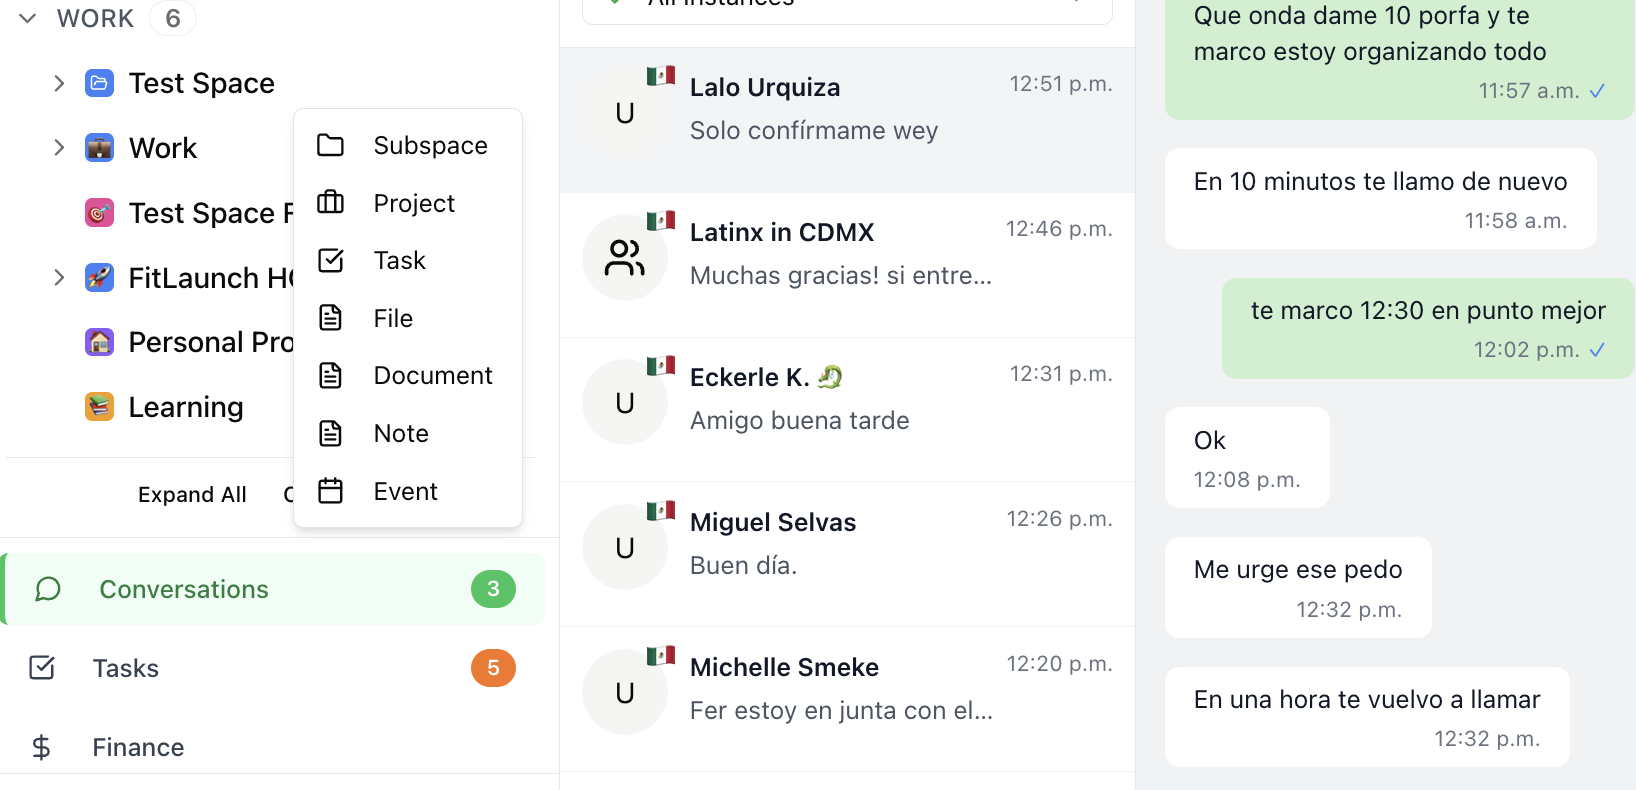 WORK 6
Test Space
Work
Test Space
FitLaunch
Personal
Learning
Expand All
Subspace
Project
Task
File
Document
Note
Event
Conversations 3
Tasks 5
Finance
Lalo Urquiza 12:51 p.m.
U
Solo confírmame wey
Latinx in CDMX 12:46 p.m.
Muchas gracias! si entre...
Eckerle K. 12:31 p.m.
U
Amigo buena tarde
Miguel Selvas 12:26 p.m.
U
Buen día.
Michelle Smeke 12:20 p.m.
U
Fer estoy en junta con el...
Que onda dame 10 porfa y te
marco estoy organizando todo
11:57 a.m.
En 10 minutos te llamo de nuevo
11:58 a.m.
te marco 12:30 en punto mejor
12:02 p.m.
Ok
12:08 p.m.
Me urge ese pedo
12:32 p.m.
En una hora te vuelvo a llamar
12:32 p.m.